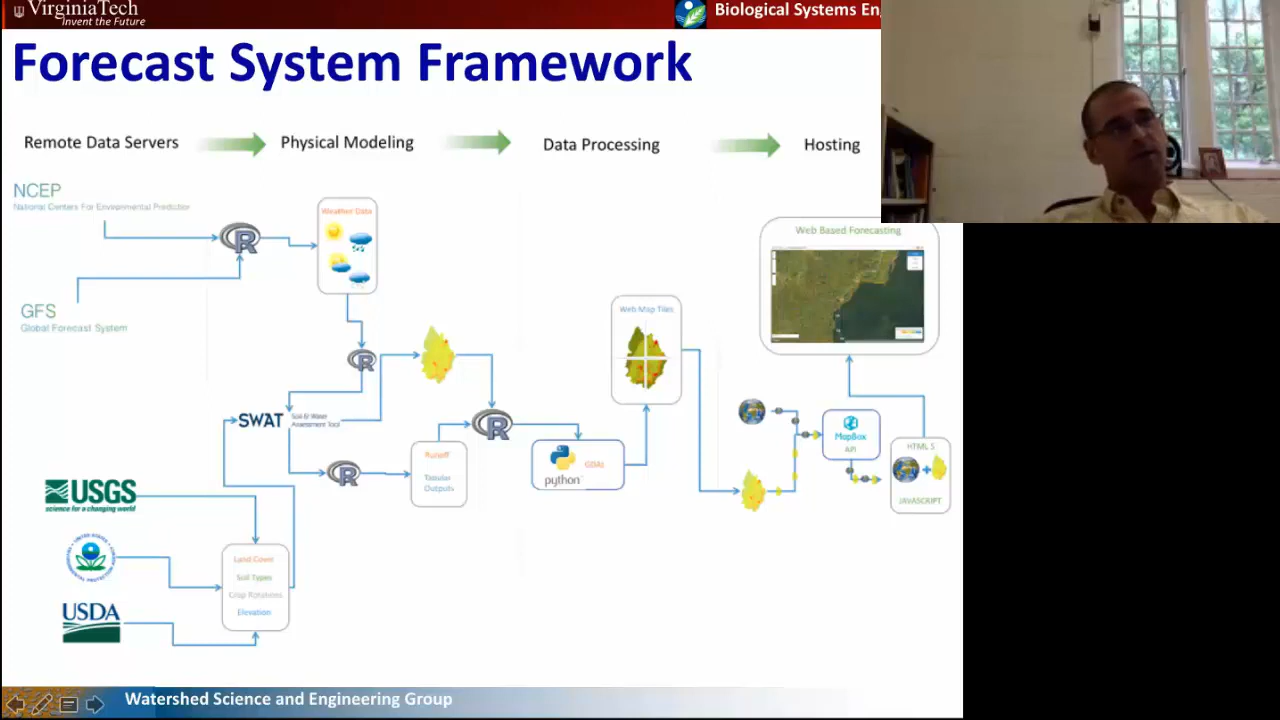 VirginiaTech
Invent the Future
Biological Systems En
Forecast System Framework
Remote Data Servers
Physical Modeling
Data Processing
Hosting
NCEP
National Centers For Environmental Prediction
R
Weather Data
GFS
Global Forecast System
R
SWAT
Soil & Water
Assessment Tool
R
Runoff
Tabular
Outputs
R
python
GDAL
Web Map Tiles
Web Based Forecasting
MapBox
API
HTML 5
JAVASCRIPT
USGS
science for a changing world
USDA
Land Cover
Soil Types
Crop Rotations
Elevation
Watershed Science and Engineering Group